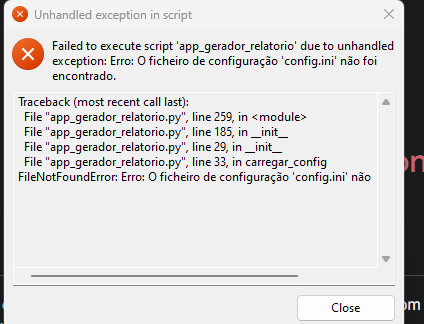 Unhandled exception in script
Failed to execute script 'app_gerador_relatorio' due to unhandled
exception: Erro: O ficheiro de configuração 'config.ini' não foi
encontrado.
Traceback (most recent call last):
File "app_gerador_relatorio.py", line 259, in <module>
File "app_gerador_relatorio.py", line 185, in __init__
File "app_gerador_relatorio.py", line 29, in __init__
File "app_gerador_relatorio.py", line 33, in carregar_config
FileNotFoundError: Erro: O ficheiro de configuração 'config.ini' não
Close
om